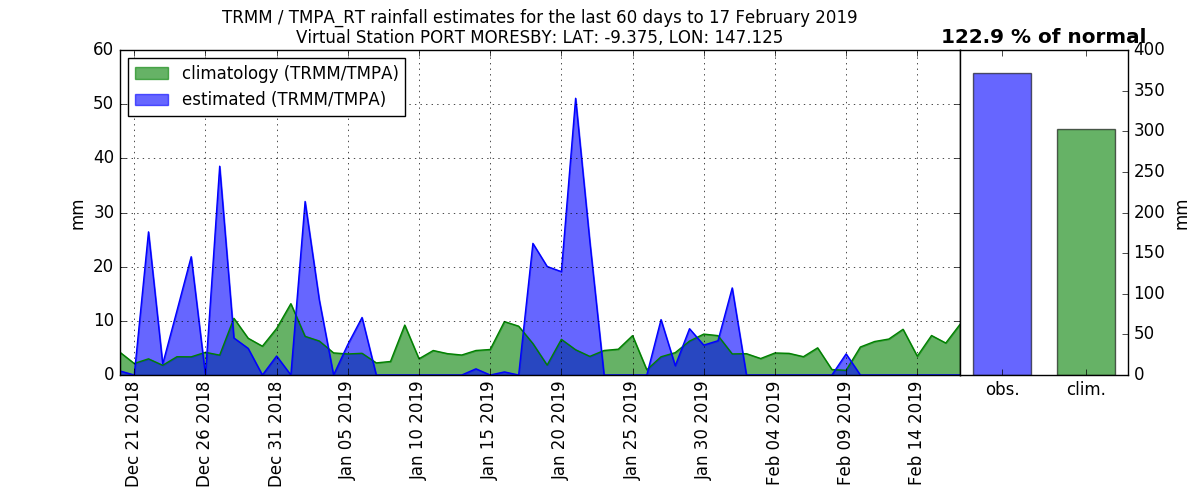 TRMM / TMPA_RT rainfall estimates for the last 60 days to 17 February 2019
Virtual Station PORT MORESBY: LAT: -9.375, LON: 147.125
122.9 % of normal
climatology (TRMM/TMPA)
estimated (TRMM/TMPA)
60
50
40
30
20
10
0
mm
Dec 21 2018
Dec 26 2018
Dec 31 2018
Jan 05 2019
Jan 10 2019
Jan 15 2019
Jan 20 2019
Jan 25 2019
Jan 30 2019
Feb 04 2019
Feb 09 2019
Feb 14 2019
400
350
300
250
200
150
100
50
0
mm
obs.
clim.